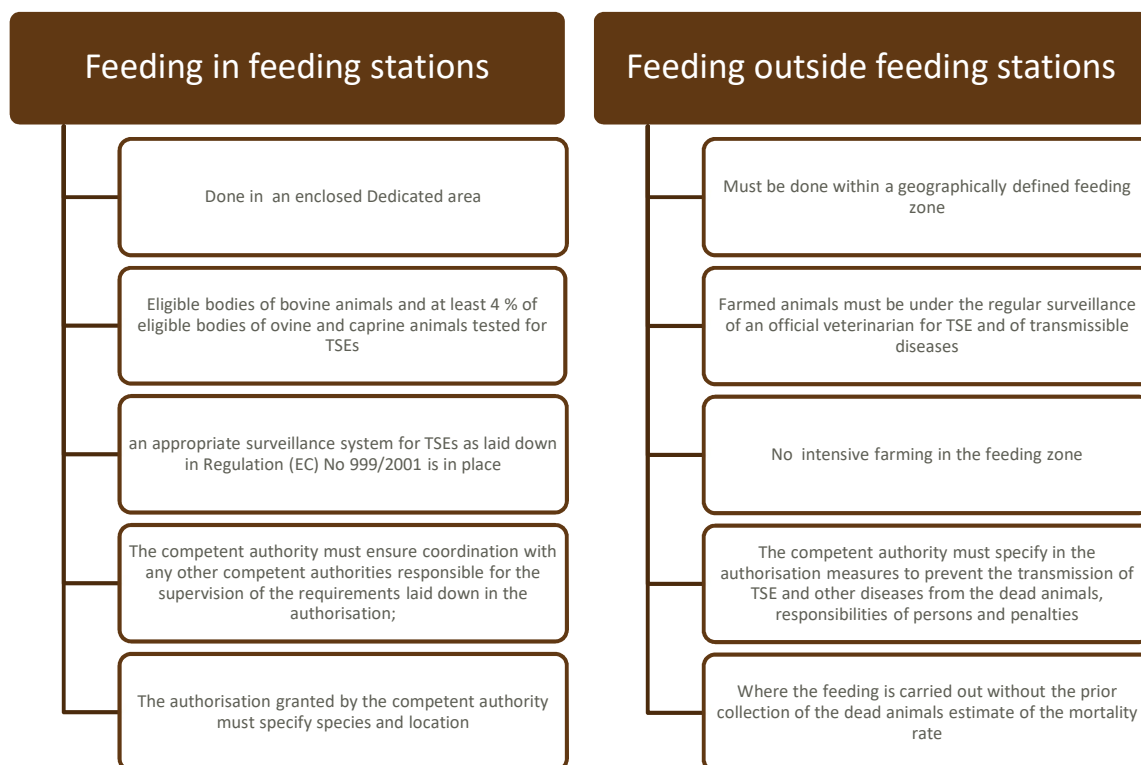 Feeding in feeding stations
Done in an enclosed Dedicated area
Eligible bodies of bovine animals and at least 4 % of
eligible bodies of ovine and caprine animals tested for
TSEs
an appropriate surveillance system for TSEs as laid down
in Regulation (EC) No 999/2001 is in place
The competent authority must ensure coordination with
any other competent authorities responsible for the
supervision of the requirements laid down in the
authorisation;
The authorisation granted by the competent authority
must specify species and location
Feeding outside feeding stations
Must be done within a geographically defined feeding
zone
Farmed animals must be under the regular surveillance
of an official veterinarian for TSE and of transmissible
diseases
No intensive farming in the feeding zone
The competent authority must specify in the
authorisation measures to prevent the transmission of
TSE and other diseases from the dead animals,
responsibilities of persons and penalties
Where the feeding is carried out without the prior
collection of the dead animals estimate of the mortality
rate